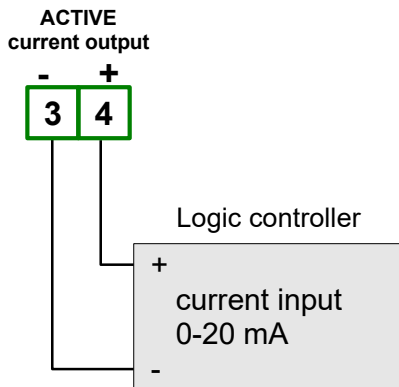 ACTIVE
current output
- +
3 4
Logic controller
+
current input
0-20 mA
-